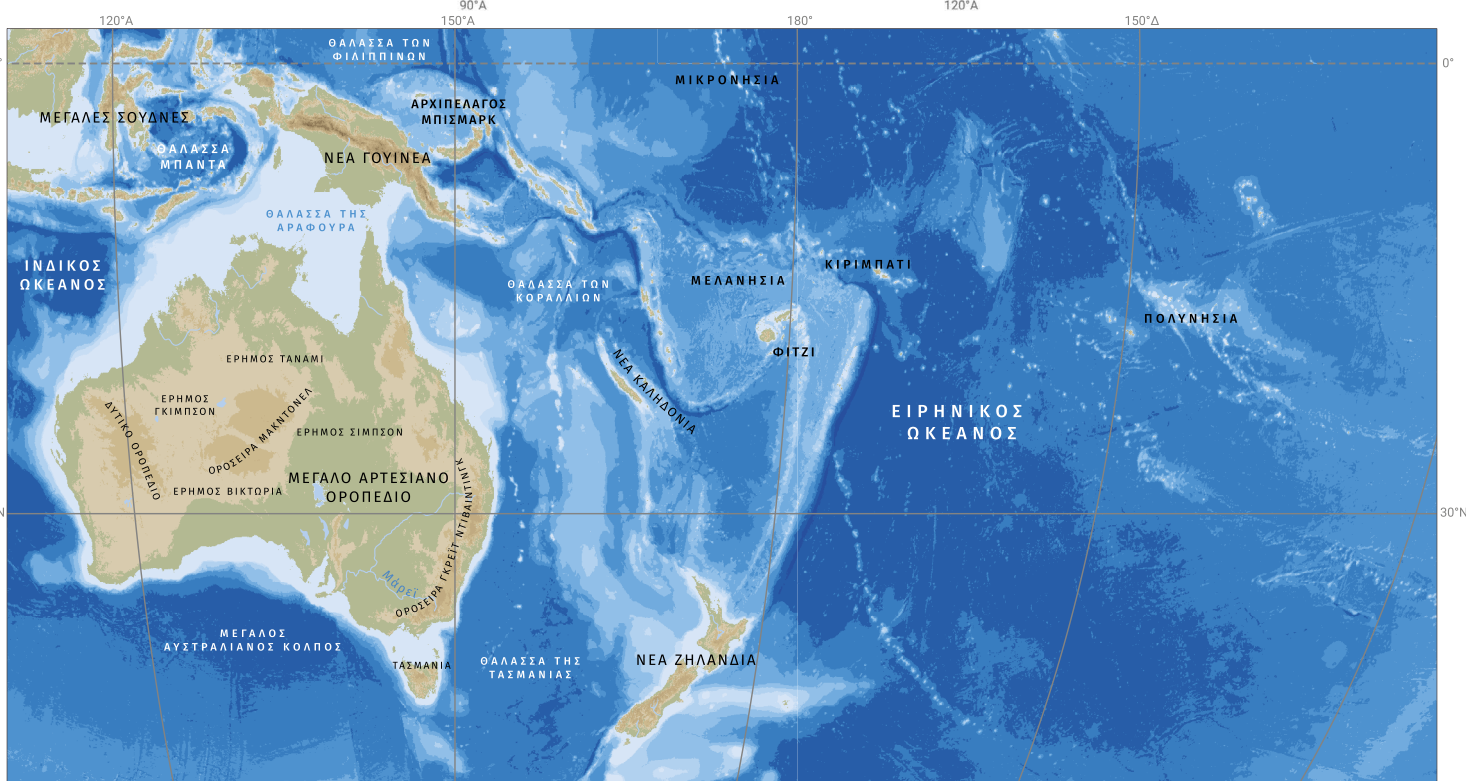 90°Α 120°Α
120°Α 150°Α 180° 150°Δ
ΘΑΛΑΣΣΑ ΤΩΝ
ΦΙΛΙΠΠΙΝΩΝ
0°
ΜΙΚΡΟΝΗΣΙΑ
ΑΡΧΙΠΕΛΑΓΟΣ
ΜΠΙΣΜΑΡΚ
ΜΕΓΑΛΕΣ ΣΟΥΔΝΕΣ
ΘΑΛΑΣΣΑ
ΜΠΑΝΤΑ
ΝΕΑ ΓΟΥΙΝΕΑ
ΘΑΛΑΣΣΑ ΤΗΣ
ΑΡΑΦΟΥΡΑ
ΙΝΔΙΚΟΣ
ΩΚΕΑΝΟΣ
ΚΙΡΙΜΠΑΤΙ
ΜΕΛΑΝΗΣΙΑ
ΘΑΛΑΣΣΑ ΤΩΝ
ΚΟΡΑΛΛΙΩΝ
ΠΟΛΥΝΗΣΙΑ
ΦΙΤΖΙ
ΕΡΗΜΟΣ ΤΑΝΑΜΙ
ΝΕΑ ΚΑΛΗΔΟΝΙΑ
ΕΡΗΜΟΣ
ΓΚΙΜΠΣΟΝ
ΔΥΤΙΚΟ ΟΡΟΠΕΔΙΟ
ΟΡΟΣΕΙΡΑ ΜΑΚΝΤΟΝΕΛ
ΕΙΡΗΝΙΚΟΣ
ΩΚΕΑΝΟΣ
ΕΡΗΜΟΣ ΣΙΜΠΣΟΝ
ΜΕΓΑΛΟ ΑΡΤΕΣΙΑΝΟ
ΟΡΟΠΕΔΙΟ
ΕΡΗΜΟΣ ΒΙΚΤΩΡΙΑ
ΟΡΟΣΕΙΡΑ ΓΚΡΕΪΤ ΝΤΙΒΑΙΝΤΙΝΓΚ
N 30°N
Μάρεϊ
ΜΕΓΑΛΟΣ
ΑΥΣΤΡΑΛΙΑΝΟΣ ΚΟΛΠΟΣ
ΤΑΣΜΑΝΙΑ
ΘΑΛΑΣΣΑ ΤΗΣ
ΤΑΣΜΑΝΙΑΣ
ΝΕΑ ΖΗΛΑΝΔΙΑ